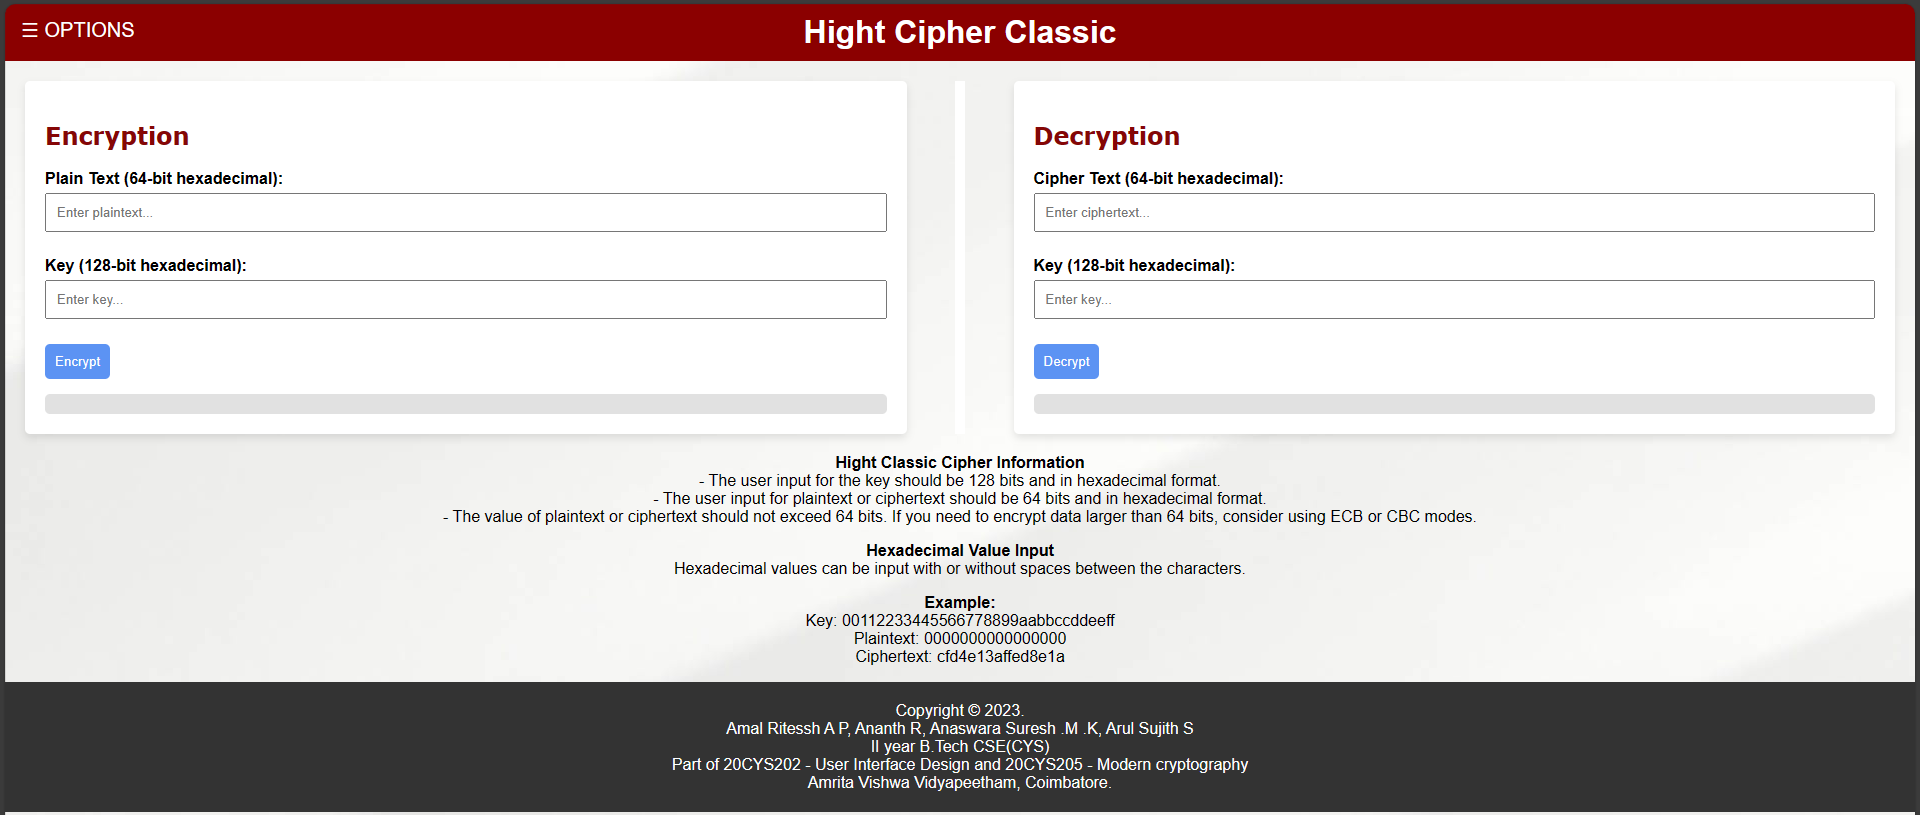 ☰ OPTIONS
Hight Cipher Classic
Encryption
Plain Text (64-bit hexadecimal):
Enter plaintext...
Key (128-bit hexadecimal):
Enter key...
Encrypt
Decryption
Cipher Text (64-bit hexadecimal):
Enter ciphertext...
Key (128-bit hexadecimal):
Enter key...
Decrypt
Hight Classic Cipher Information
- The user input for the key should be 128 bits and in hexadecimal format.
- The user input for plaintext or ciphertext should be 64 bits and in hexadecimal format.
- The value of plaintext or ciphertext should not exceed 64 bits. If you need to encrypt data larger than 64 bits, consider using ECB or CBC modes.
Hexadecimal Value Input
Hexadecimal values can be input with or without spaces between the characters.
Example:
Key: 00112233445566778899aabbccddeeff
Plaintext: 0000000000000000
Ciphertext: cfd4e13affed8e1a
Copyright © 2023.
Amal Ritessh A P, Ananth R, Anaswara Suresh .M .K, Arul Sujith S
II year B.Tech CSE(CYS)
Part of 20CYS202 - User Interface Design and 20CYS205 - Modern cryptography
Amrita Vishwa Vidyapeetham, Coimbatore.